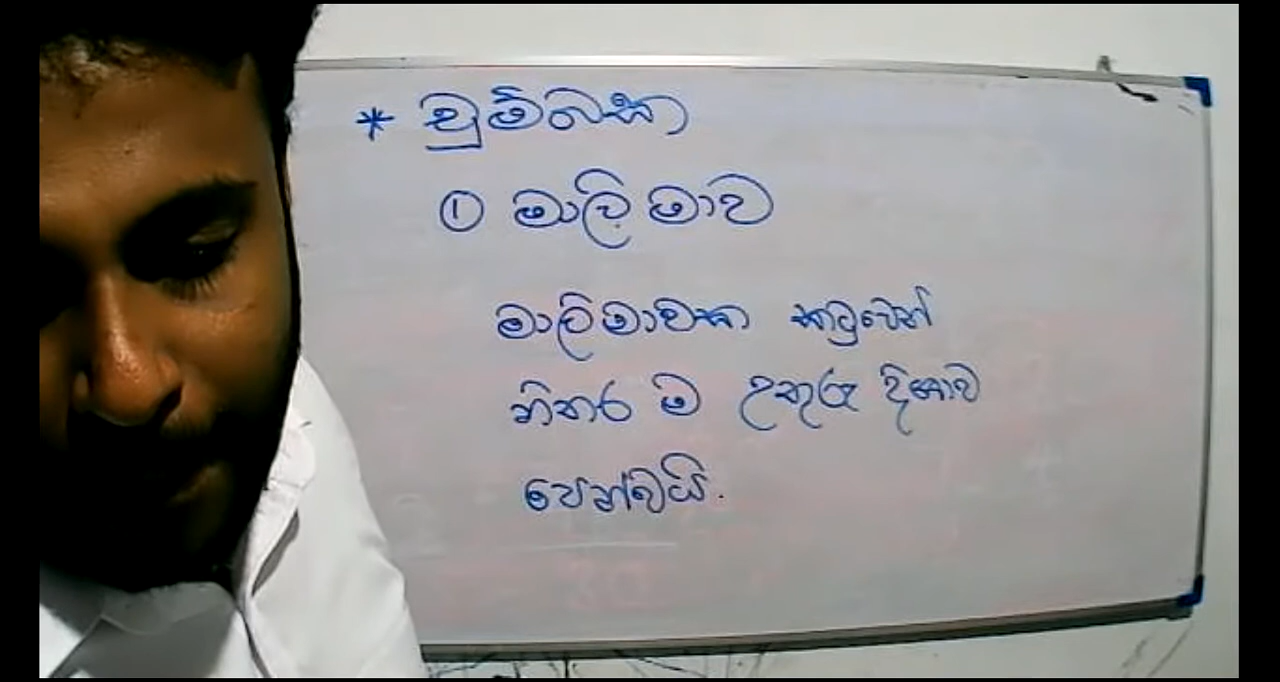 * චුම්බක
① මාලිමාව
මාලිමාවක කටුවෙන්
නිතර ම උතුරු දිශාව
පෙන්වයි.